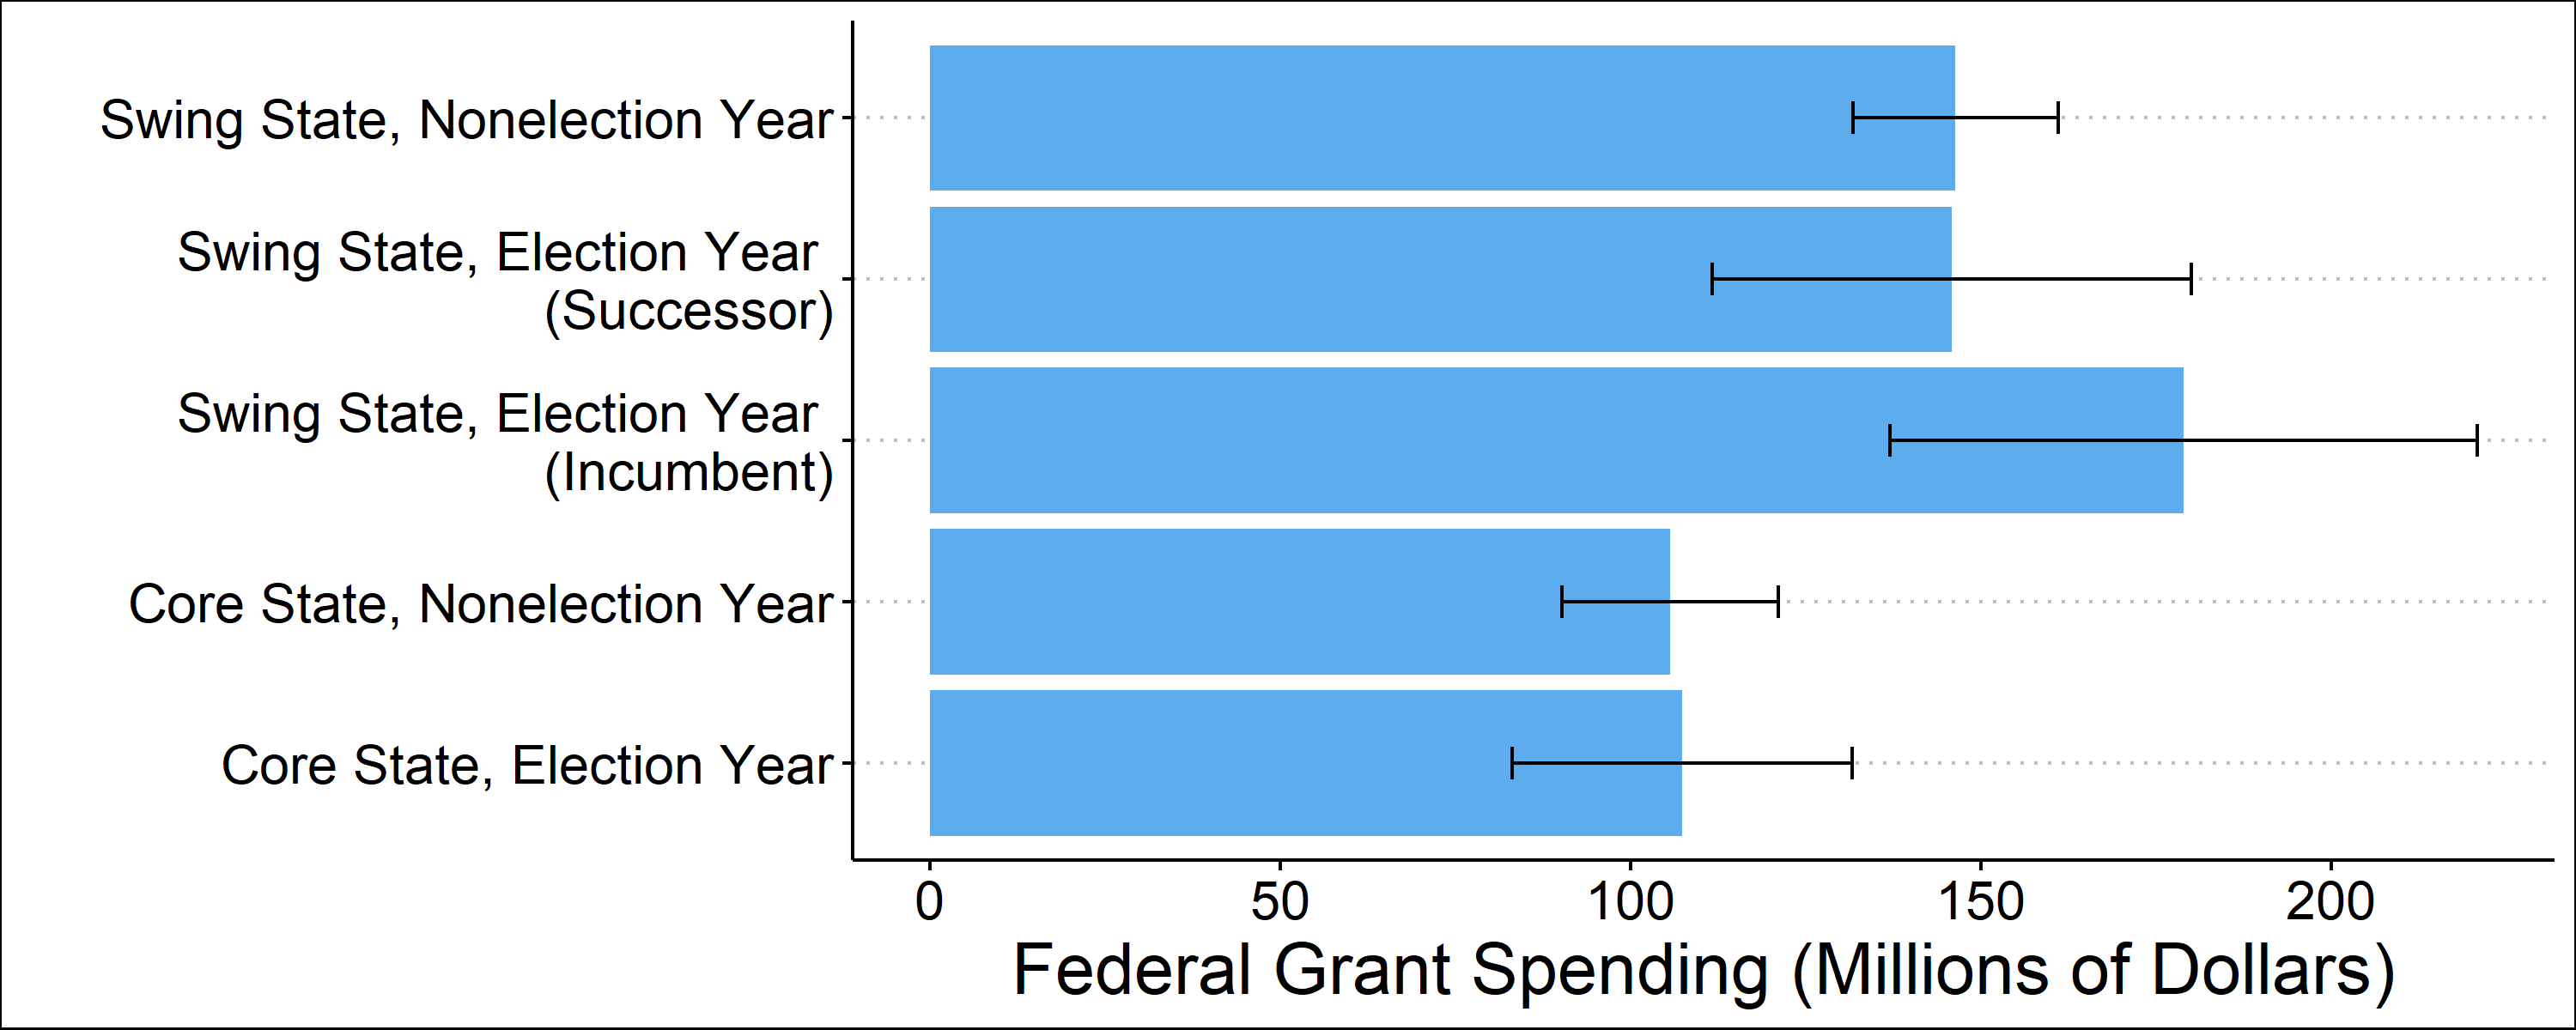 Swing State, Nonelection Year
Swing State, Election Year
(Successor)
Swing State, Election Year
(Incumbent)
Core State, Nonelection Year
Core State, Election Year
0 50 100 150 200
Federal Grant Spending (Millions of Dollars)